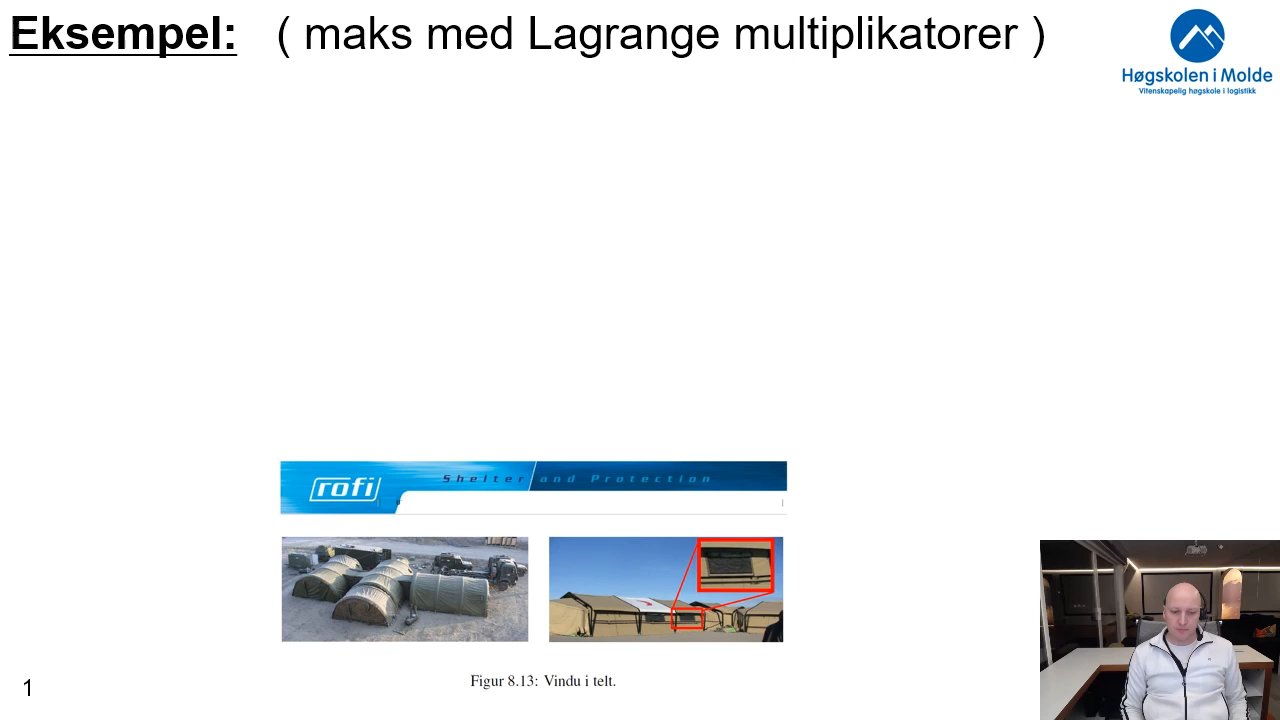 Eksempel: ( maks med Lagrange multiplikatorer )
Høgskolen i Molde
Vitenskapelig høgskole i logistikk
rofi
Shelter and Protection
Figur 8.13: Vindu i telt.
1